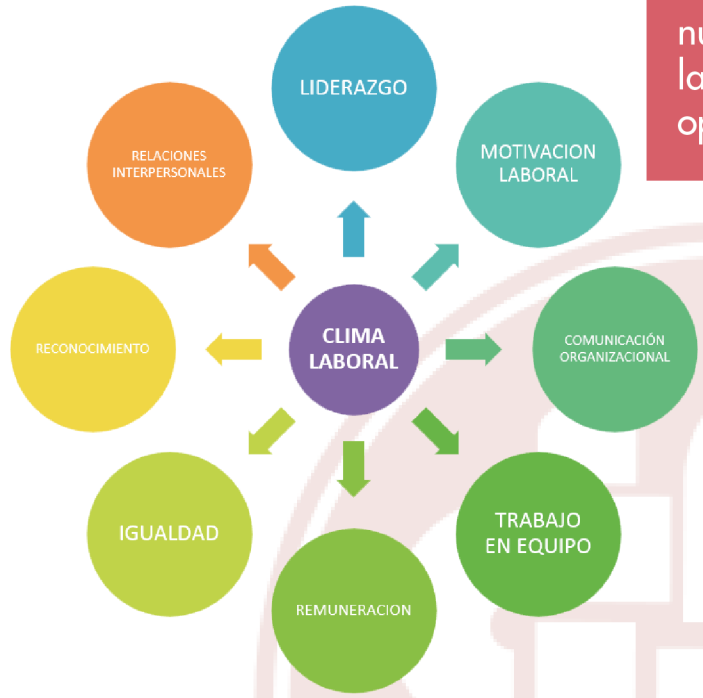 LIDERAZGO
MOTIVACION
LABORAL
COMUNICACIÓN
ORGANIZACIONAL
TRABAJO
EN EQUIPO
REMUNERACION
IGUALDAD
RECONOCIMIENTO
RELACIONES
INTERPERSONALES
CLIMA
LABORAL